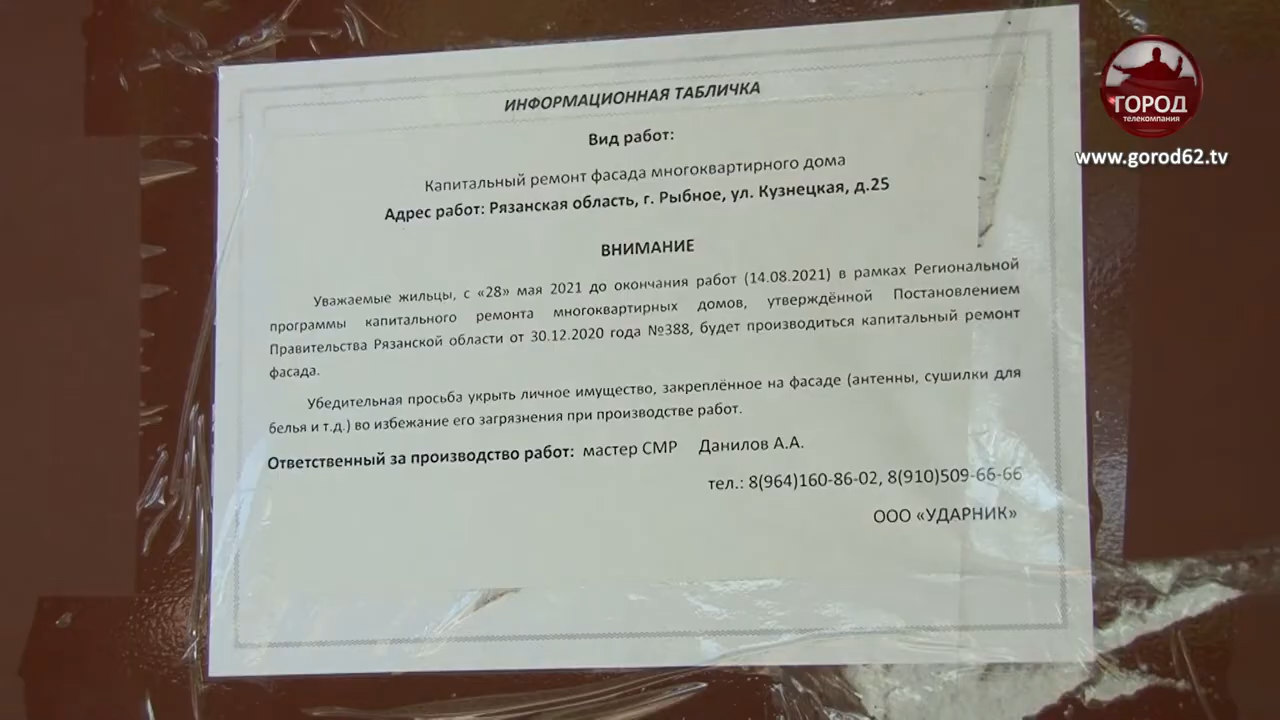 ИНФОРМАЦИОННАЯ ТАБЛИЧКА
Вид работ:
Капитальный ремонт фасада многоквартирного дома
Адрес работ: Рязанская область, г. Рыбное, ул. Кузнецкая, д.25
ВНИМАНИЕ
Уважаемые жильцы, с «28» мая 2021 до окончания работ (14.08.2021) в рамках Региональной
программы капитального ремонта многоквартирных домов, утверждённой Постановлением
Правительства Рязанской области от 30.12.2020 года №388, будет производиться капитальный ремонт
фасада.
Убедительная просьба укрыть личное имущество, закреплённое на фасаде (антенны, сушилки для
белья и т.д.) во избежание его загрязнения при производстве работ.
Ответственный за производство работ: мастер СМР Данилов А.А.
тел.: 8(964)160-86-02, 8(910)509-66-66
ООО «УДАРНИК»
ГОРОД
телекомпания
www.gorod62.tv